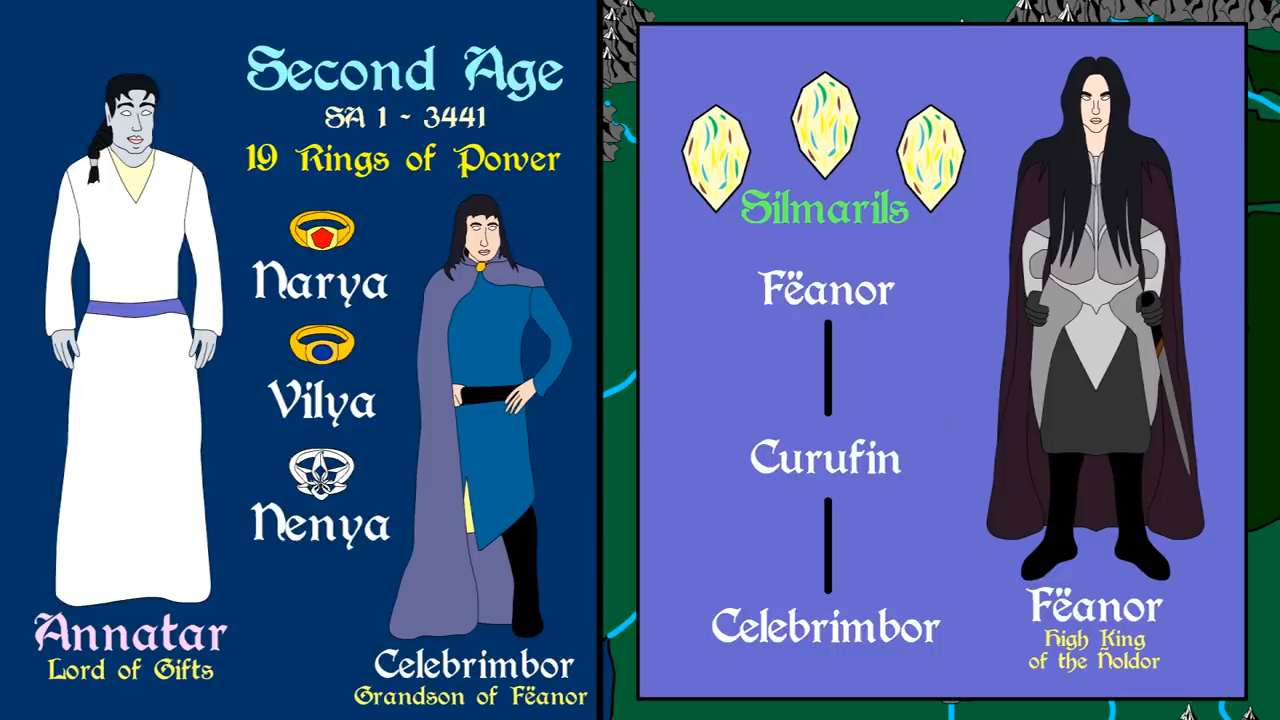 Second Age
SA 1 - 3441
19 Rings of Power
Narya
Vilya
Nenya
Annatar
Lord of Gifts
Celebrimbor
Grandson of Fëanor
Silmarils
Fëanor
Curufin
Celebrimbor
Fëanor
High King
of the Ñoldor